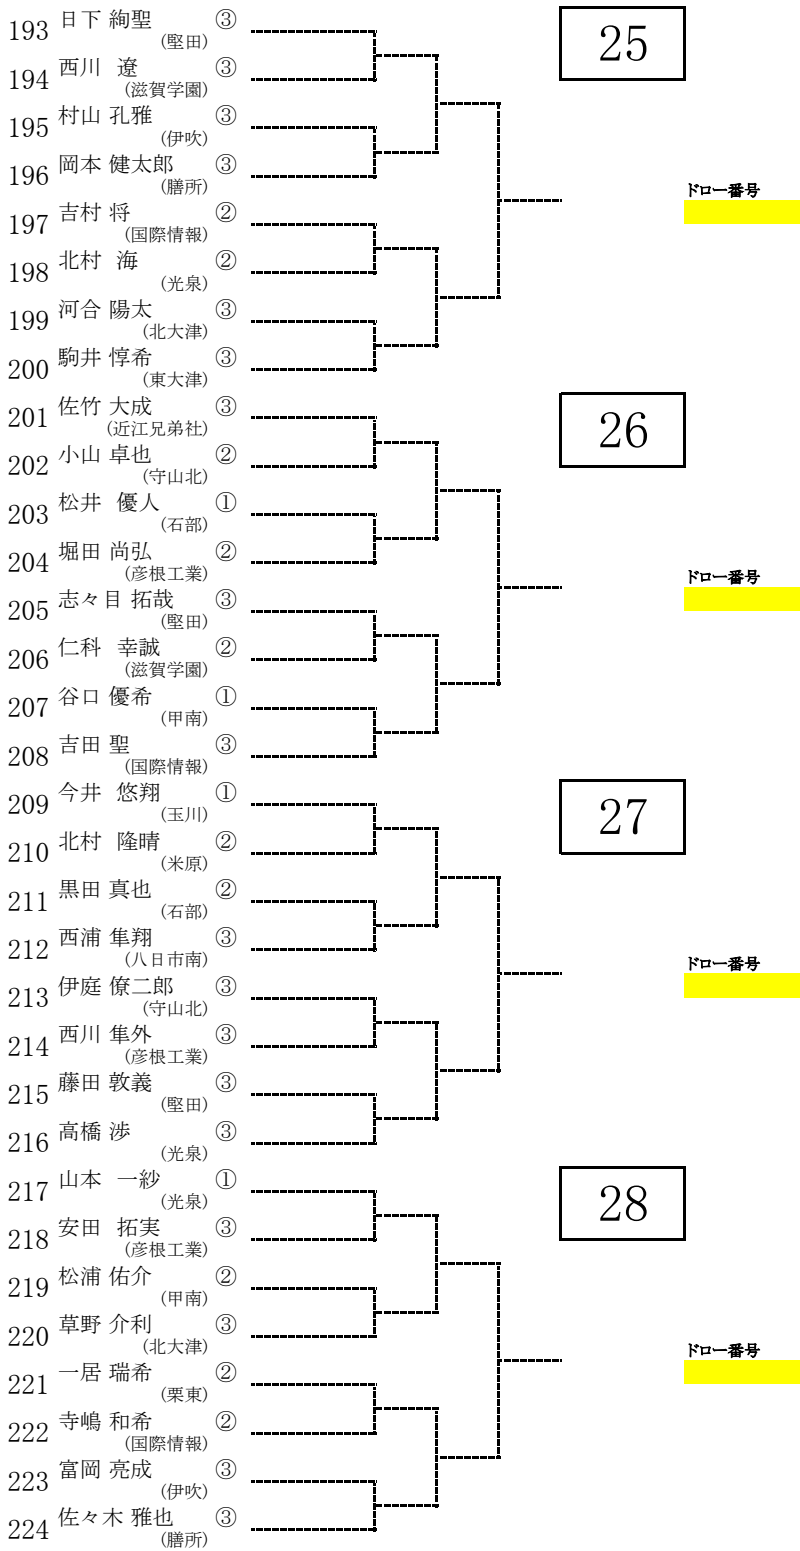 193 日下 絢聖 ③
(堅田)
25
194 西川 遼 ③
(滋賀学園)
195 村山 孔雅 ③
(伊吹)
196 岡本 健太郎 ③
(膳所)
ドロー番号
197 吉村 将 ②
(国際情報)
198 北村 海 ②
(光泉)
199 河合 陽太 ③
(北大津)
200 駒井 惇希 ③
(東大津)
201 佐竹 大成 ③
(近江兄弟社)
26
202 小山 卓也 ②
(守山北)
203 松井 優人 ①
(石部)
204 堀田 尚弘 ②
(彦根工業)
ドロー番号
205 志々目 拓哉 ③
(堅田)
206 仁科 幸誠 ②
(滋賀学園)
207 谷口 優希 ①
(甲南)
208 吉田 聖 ③
(国際情報)
209 今井 悠翔 ①
(玉川)
27
210 北村 隆晴 ②
(米原)
211 黒田 真也 ②
(石部)
212 西浦 隼翔 ③
(八日市南)
ドロー番号
213 伊庭 僚二郎 ③
(守山北)
214 西川 隼外 ③
(彦根工業)
215 藤田 敦義 ③
(堅田)
216 高橋 渉 ③
(光泉)
217 山本 一紗 ①
(光泉)
28
218 安田 拓実 ③
(彦根工業)
219 松浦 佑介 ②
(甲南)
220 草野 介利 ③
(北大津)
ドロー番号
221 一居 瑞希 ②
(栗東)
222 寺嶋 和希 ②
(国際情報)
223 富岡 亮成 ③
(伊吹)
224 佐々木 雅也 ③
(膳所)